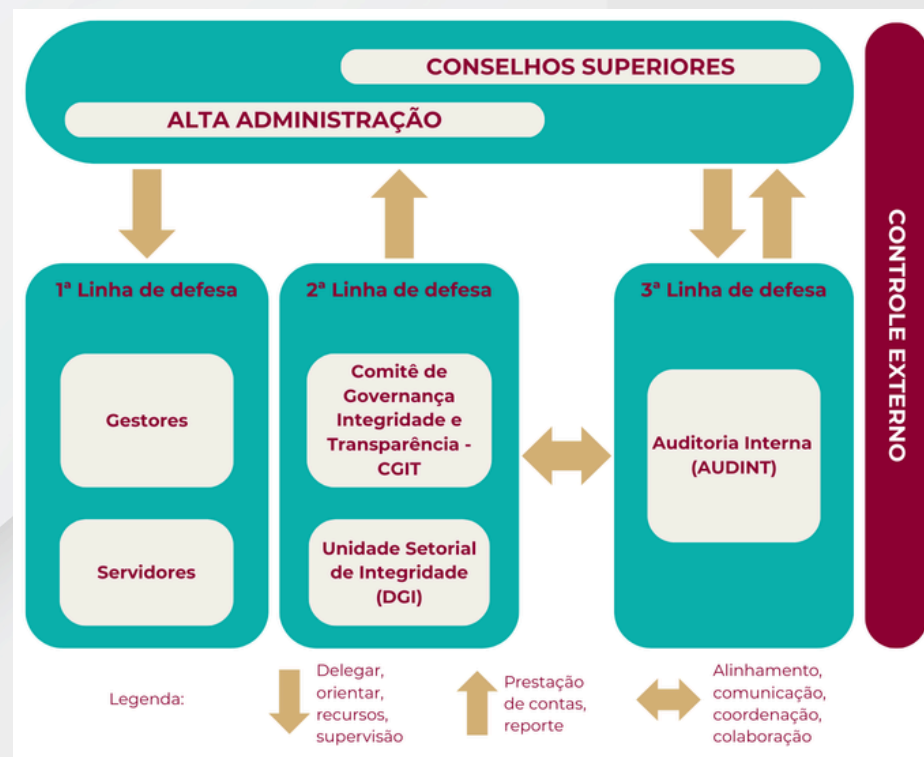 CONSELHOS SUPERIORES
ALTA ADMINISTRAÇÃO
1ª Linha de defesa
Gestores
Servidores
2ª Linha de defesa
Comitê de
Governança
Integridade e
Transparência -
CGIT
Unidade Setorial
de Integridade
(DGI)
3ª Linha de defesa
Auditoria Interna
(AUDINT)
CONTROLE EXTERNO
Legenda:
Delegar,
orientar,
recursos,
supervisão
Prestação
de contas,
reporte
Alinhamento,
comunicação,
coordenação,
colaboração